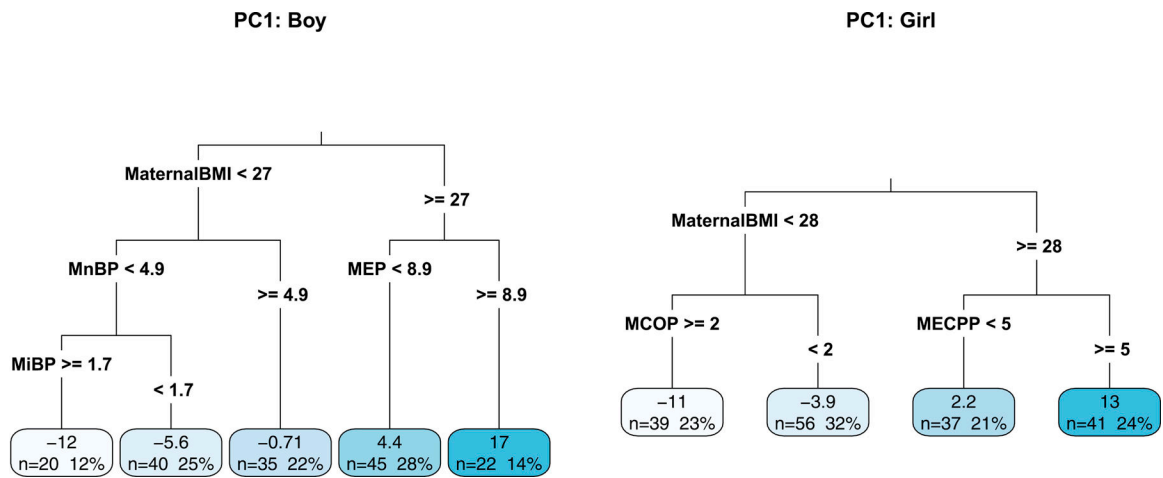 PC1: Boy
MaternalBMI < 27
>= 27
MnBP < 4.9
>= 4.9
MEP < 8.9
>= 8.9
MiBP >= 1.7
< 1.7
−12
n=20 12%
−5.6
n=40 25%
−0.71
n=35 22%
4.4
n=45 28%
17
n=22 14%
PC1: Girl
MaternalBMI < 28
>= 28
MCOP >= 2
< 2
MECPP < 5
>= 5
−11
n=39 23%
−3.9
n=56 32%
2.2
n=37 21%
13
n=41 24%